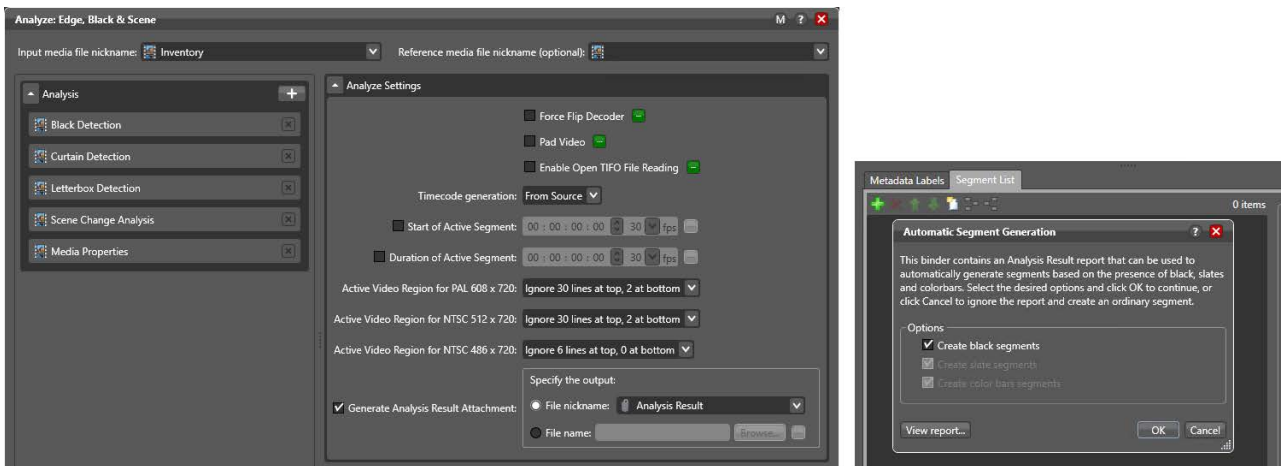 Analyze: Edge, Black & Scene M ? X
Input media file nickname: Inventory Reference media file nickname (optional):
Analysis +
Black Detection
Curtain Detection
Letterbox Detection
Scene Change Analysis
Media Properties
Analyze Settings
Force Flip Decoder
Pad Video
Enable Open TIFO File Reading
Timecode generation: From Source
Start of Active Segment: 00 : 00 : 00 : 00 30 fps
Duration of Active Segment: 00 : 00 : 00 : 00 30 fps
Active Video Region for PAL 608 x 720: Ignore 30 lines at top, 2 at bottom
Active Video Region for NTSC 512 x 720: Ignore 30 lines at top, 2 at bottom
Active Video Region for NTSC 486 x 720: Ignore 6 lines at top, 0 at bottom
Generate Analysis Result Attachment:
Specify the output:
File nickname: Analysis Result
File name: Browse...
Metadata Labels Segment List
0 items
Automatic Segment Generation ? X
This binder contains an Analysis Result report that can be used to
automatically generate segments based on the presence of black, slates
and colorbars. Select the desired options and click OK to continue, or
click Cancel to ignore the report and create an ordinary segment.
Options
Create black segments
Create slate segments
Create color bars segments
View report... OK Cancel